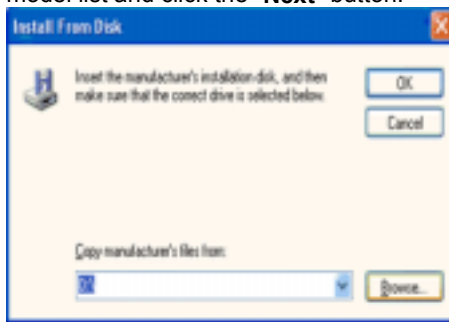 model list and click the "Next" button.
Install From Disk
Insert the manufacturer's installation disk, and then
make sure that the correct drive is selected below.
OK
Cancel
Copy manufacturer's files from:
Browse...